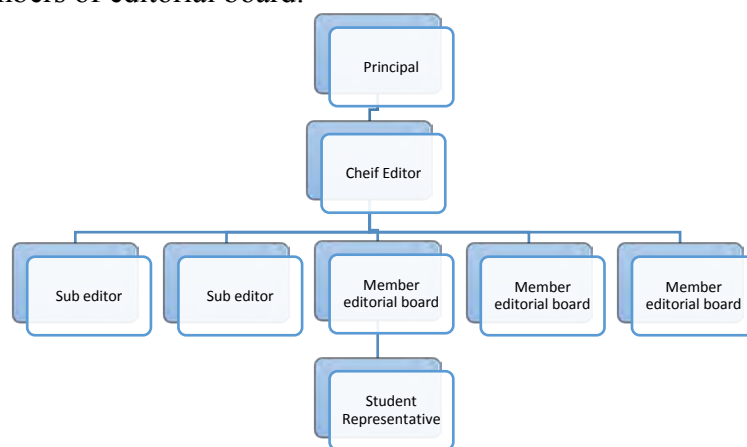 of editorial board.
Principal
Cheif Editor
Sub editor
Sub editor
Member
editorial board
Member
editorial board
Member
editorial board
Student
Representative